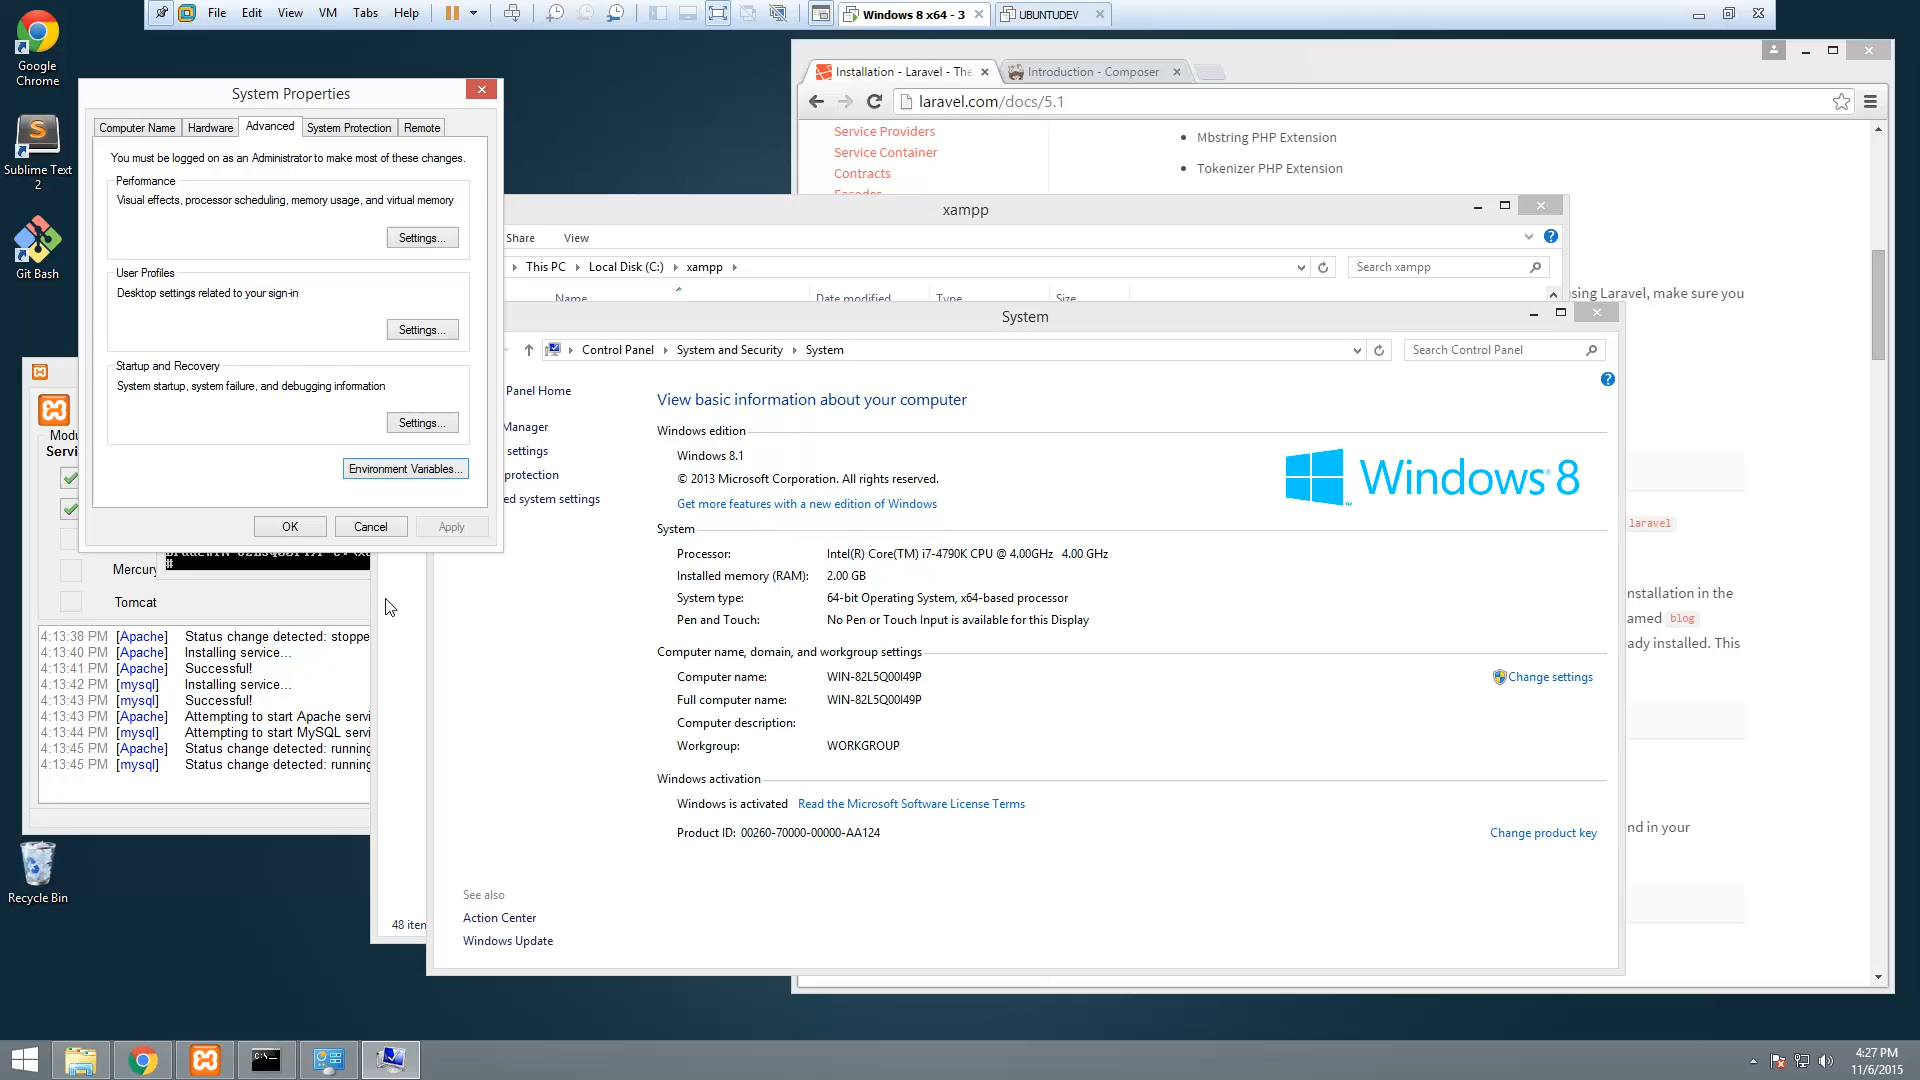 File Edit View VM Tabs Help
Windows 8 x64 - 3
UBUNTUDEV
Google Chrome
Sublime Text 2
Git Bash
Recycle Bin
System Properties
Computer Name Hardware Advanced System Protection Remote
You must be logged on as an Administrator to make most of these changes.
Performance
Visual effects, processor scheduling, memory usage, and virtual memory
Settings...
User Profiles
Desktop settings related to your sign-in
Settings...
Startup and Recovery
System startup, system failure, and debugging information
Settings...
Environment Variables...
OK Cancel Apply
Installation - Laravel - The
Introduction - Composer
laravel.com/docs/5.1
Service Providers
Service Container
Contracts
Facades
Mbstring PHP Extension
Tokenizer PHP Extension
sing Laravel, make sure you
laravel
nstallation in the
amed blog
ady installed. This
nd in your
xampp
Share View
This PC Local Disk (C:) xampp
Search xampp
Name Date modified Type Size
48 iten
System
Control Panel System and Security System
Search Control Panel
Panel Home
Manager
settings
protection
ed system settings
View basic information about your computer
Windows edition
Windows 8.1
© 2013 Microsoft Corporation. All rights reserved.
Get more features with a new edition of Windows
Windows 8
System
Processor: Intel(R) Core(TM) i7-4790K CPU @ 4.00GHz 4.00 GHz
Installed memory (RAM): 2.00 GB
System type: 64-bit Operating System, x64-based processor
Pen and Touch: No Pen or Touch Input is available for this Display
Computer name, domain, and workgroup settings
Computer name: WIN-82L5Q00I49P
Change settings
Full computer name: WIN-82L5Q00I49P
Computer description:
Workgroup: WORKGROUP
Windows activation
Windows is activated Read the Microsoft Software License Terms
Product ID: 00260-70000-00000-AA124
Change product key
See also
Action Center
Windows Update
Modu
Servi
Mercury
Tomcat
#
4:13:38 PM [Apache] Status change detected: stoppe
4:13:40 PM [Apache] Installing service...
4:13:41 PM [Apache] Successful!
4:13:42 PM [mysql] Installing service...
4:13:43 PM [mysql] Successful!
4:13:43 PM [Apache] Attempting to start Apache servi
4:13:44 PM [mysql] Attempting to start MySQL servi
4:13:45 PM [Apache] Status change detected: running
4:13:45 PM [mysql] Status change detected: running
4:27 PM
11/6/2015